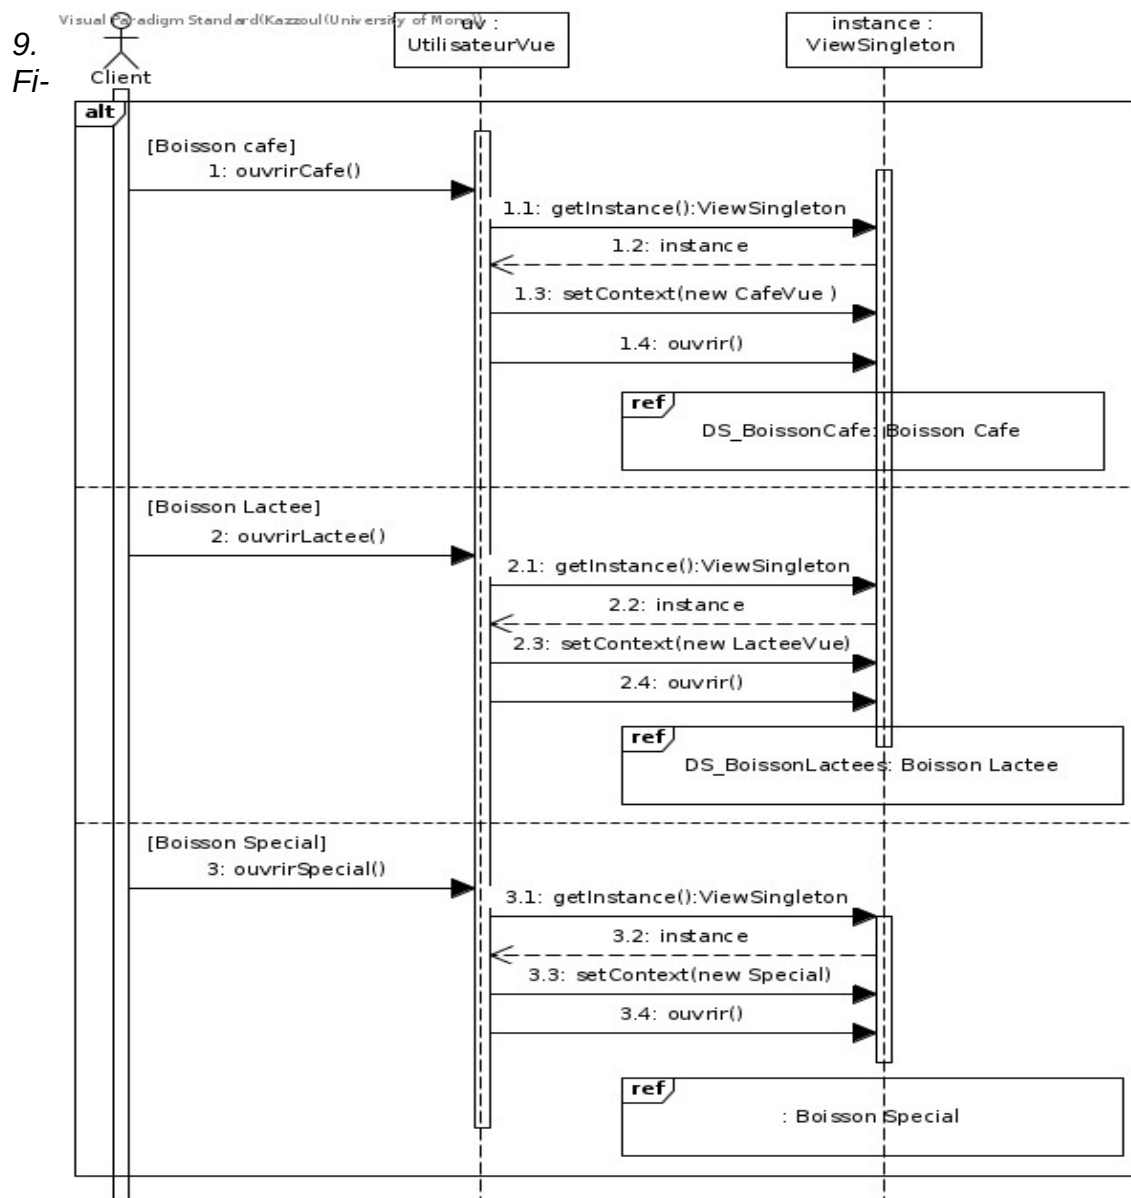 Visual Paradigm Standard(Kazzoul(University of Mons))
9.
Fi-
Client
uv :
UtilisateurVue
instance :
ViewSingleton
alt
[Boisson cafe]
1: ouvrirCafe()
1.1: getInstance():ViewSingleton
1.2: instance
1.3: setContext(new CafeVue )
1.4: ouvrir()
ref
DS_BoissonCafe: Boisson Cafe
[Boisson Lactee]
2: ouvrirLactee()
2.1: getInstance():ViewSingleton
2.2: instance
2.3: setContext(new LacteeVue)
2.4: ouvrir()
ref
DS_BoissonLactees: Boisson Lactee
[Boisson Special]
3: ouvrirSpecial()
3.1: getInstance():ViewSingleton
3.2: instance
3.3: setContext(new Special)
3.4: ouvrir()
ref
: Boisson Special